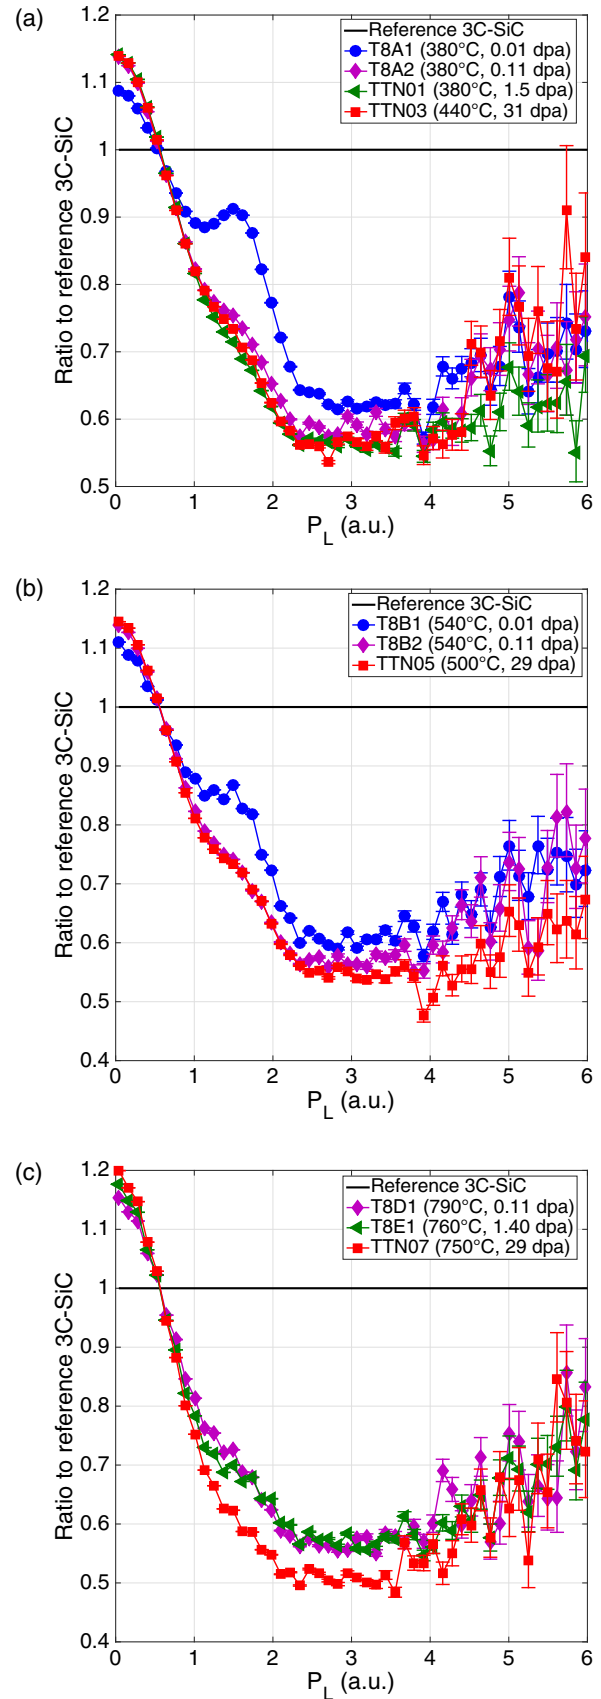 (a)
Reference 3C-SiC
T8A1 (380°C, 0.01 dpa)
T8A2 (380°C, 0.11 dpa)
TTN01 (380°C, 1.5 dpa)
TTN03 (440°C, 31 dpa)
Ratio to reference 3C-SiC
1.2
1.1
1
0.9
0.8
0.7
0.6
0.5
0 1 2 3 4 5 6
P_L (a.u.)
(b)
Reference 3C-SiC
T8B1 (540°C, 0.01 dpa)
T8B2 (540°C, 0.11 dpa)
TTN05 (500°C, 29 dpa)
Ratio to reference 3C-SiC
1.2
1.1
1
0.9
0.8
0.7
0.6
0.5
0.4
0 1 2 3 4 5 6
P_L (a.u.)
(c)
Reference 3C-SiC
T8D1 (790°C, 0.11 dpa)
T8E1 (760°C, 1.40 dpa)
TTN07 (750°C, 29 dpa)
Ratio to reference 3C-SiC
1.2
1.1
1
0.9
0.8
0.7
0.6
0.5
0.4
0 1 2 3 4 5 6
P_L (a.u.)